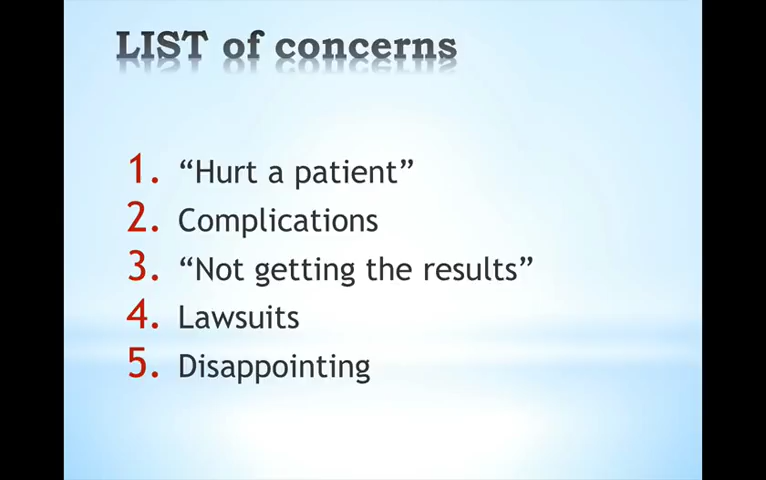 LIST of concerns
1. “Hurt a patient”
2. Complications
3. “Not getting the results”
4. Lawsuits
5. Disappointing